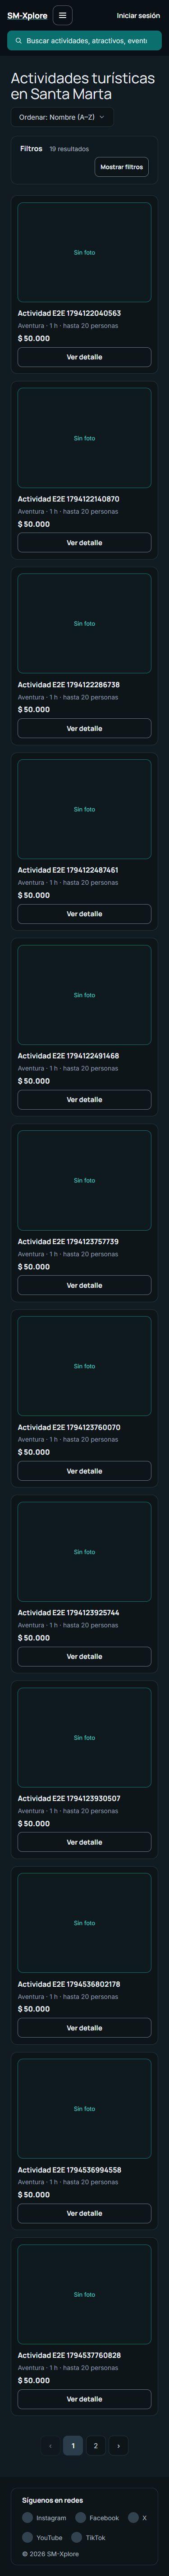 SM-Xplore
Iniciar sesión
Buscar actividades, atractivos, evento
Actividades turísticas
en Santa Marta
Ordenar: Nombre (A–Z)
Filtros 19 resultados
Mostrar filtros
Sin foto
Actividad E2E 1794122040563
Aventura · 1 h · hasta 20 personas
$ 50.000
Ver detalle
Sin foto
Actividad E2E 1794122140870
Aventura · 1 h · hasta 20 personas
$ 50.000
Ver detalle
Sin foto
Actividad E2E 1794122286738
Aventura · 1 h · hasta 20 personas
$ 50.000
Ver detalle
Sin foto
Actividad E2E 1794122487461
Aventura · 1 h · hasta 20 personas
$ 50.000
Ver detalle
Sin foto
Actividad E2E 1794122491468
Aventura · 1 h · hasta 20 personas
$ 50.000
Ver detalle
Sin foto
Actividad E2E 1794123757739
Aventura · 1 h · hasta 20 personas
$ 50.000
Ver detalle
Sin foto
Actividad E2E 1794123760070
Aventura · 1 h · hasta 20 personas
$ 50.000
Ver detalle
Sin foto
Actividad E2E 1794123925744
Aventura · 1 h · hasta 20 personas
$ 50.000
Ver detalle
Sin foto
Actividad E2E 1794123930507
Aventura · 1 h · hasta 20 personas
$ 50.000
Ver detalle
Sin foto
Actividad E2E 1794536802178
Aventura · 1 h · hasta 20 personas
$ 50.000
Ver detalle
Sin foto
Actividad E2E 1794536994558
Aventura · 1 h · hasta 20 personas
$ 50.000
Ver detalle
Sin foto
Actividad E2E 1794537760828
Aventura · 1 h · hasta 20 personas
$ 50.000
Ver detalle
‹ 1 2 ›
Síguenos en redes
Instagram Facebook X
YouTube TikTok
© 2026 SM-Xplore